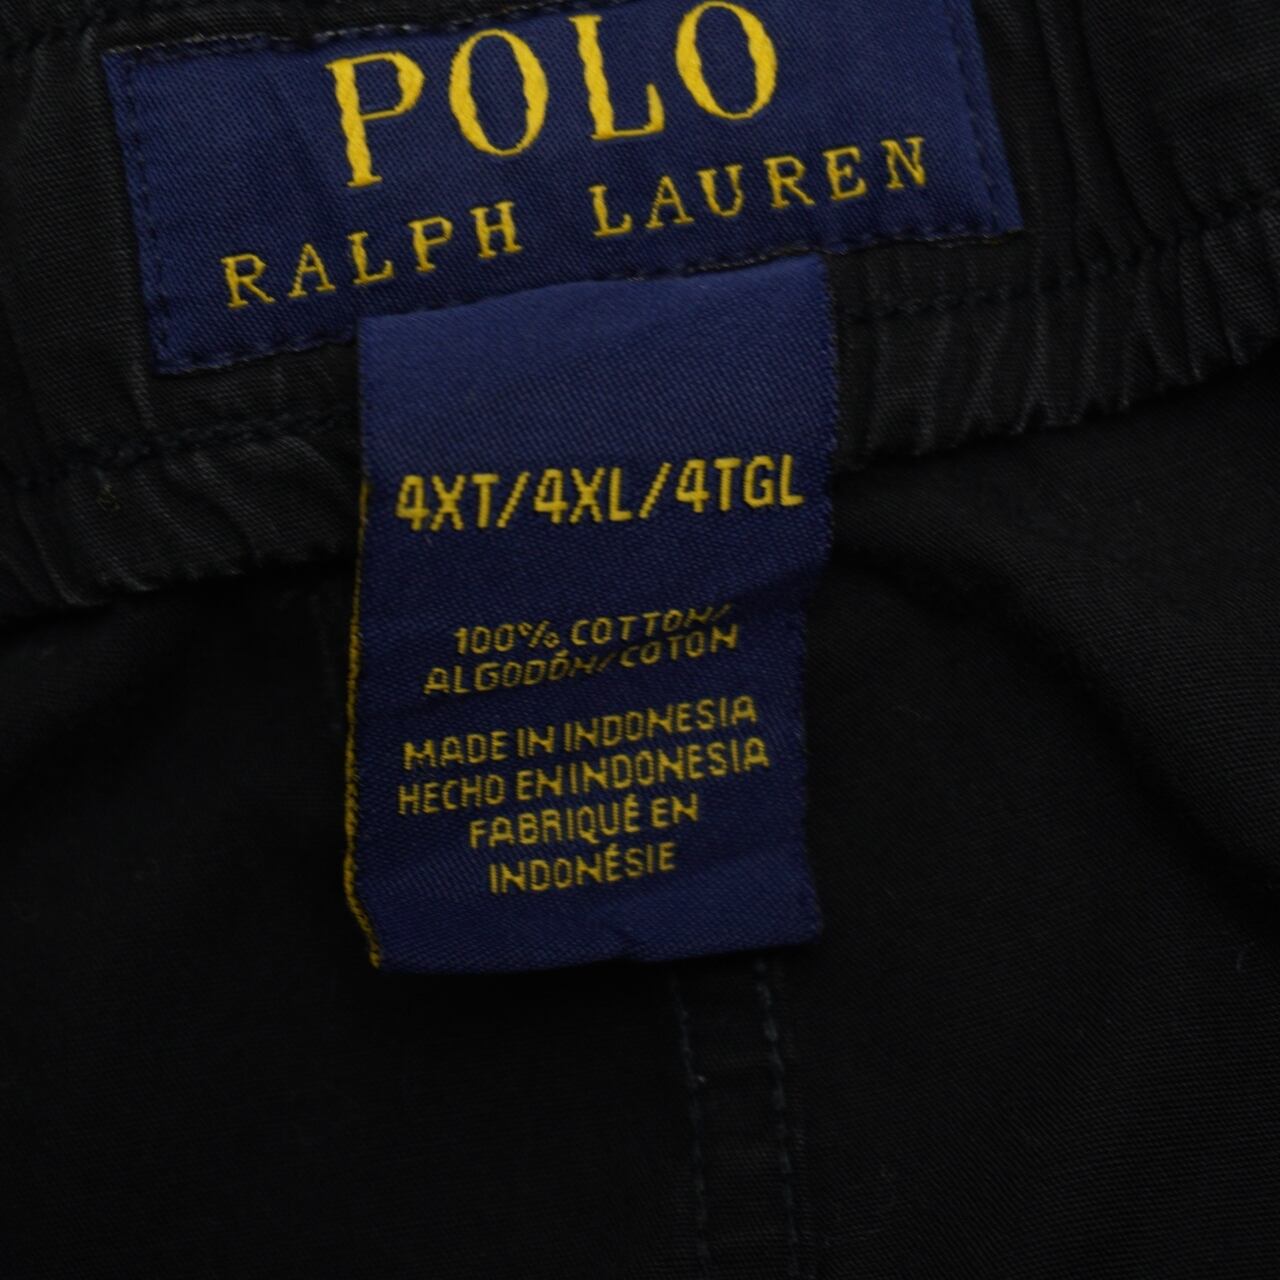 POLO
RALPH LAUREN
4XT/4XL/4TGL
100% COTTON/
ALGODÓN/COTON
MADE IN INDONESIA
HECHO EN INDONESIA
FABRIQUÉ EN
INDONÉSIE